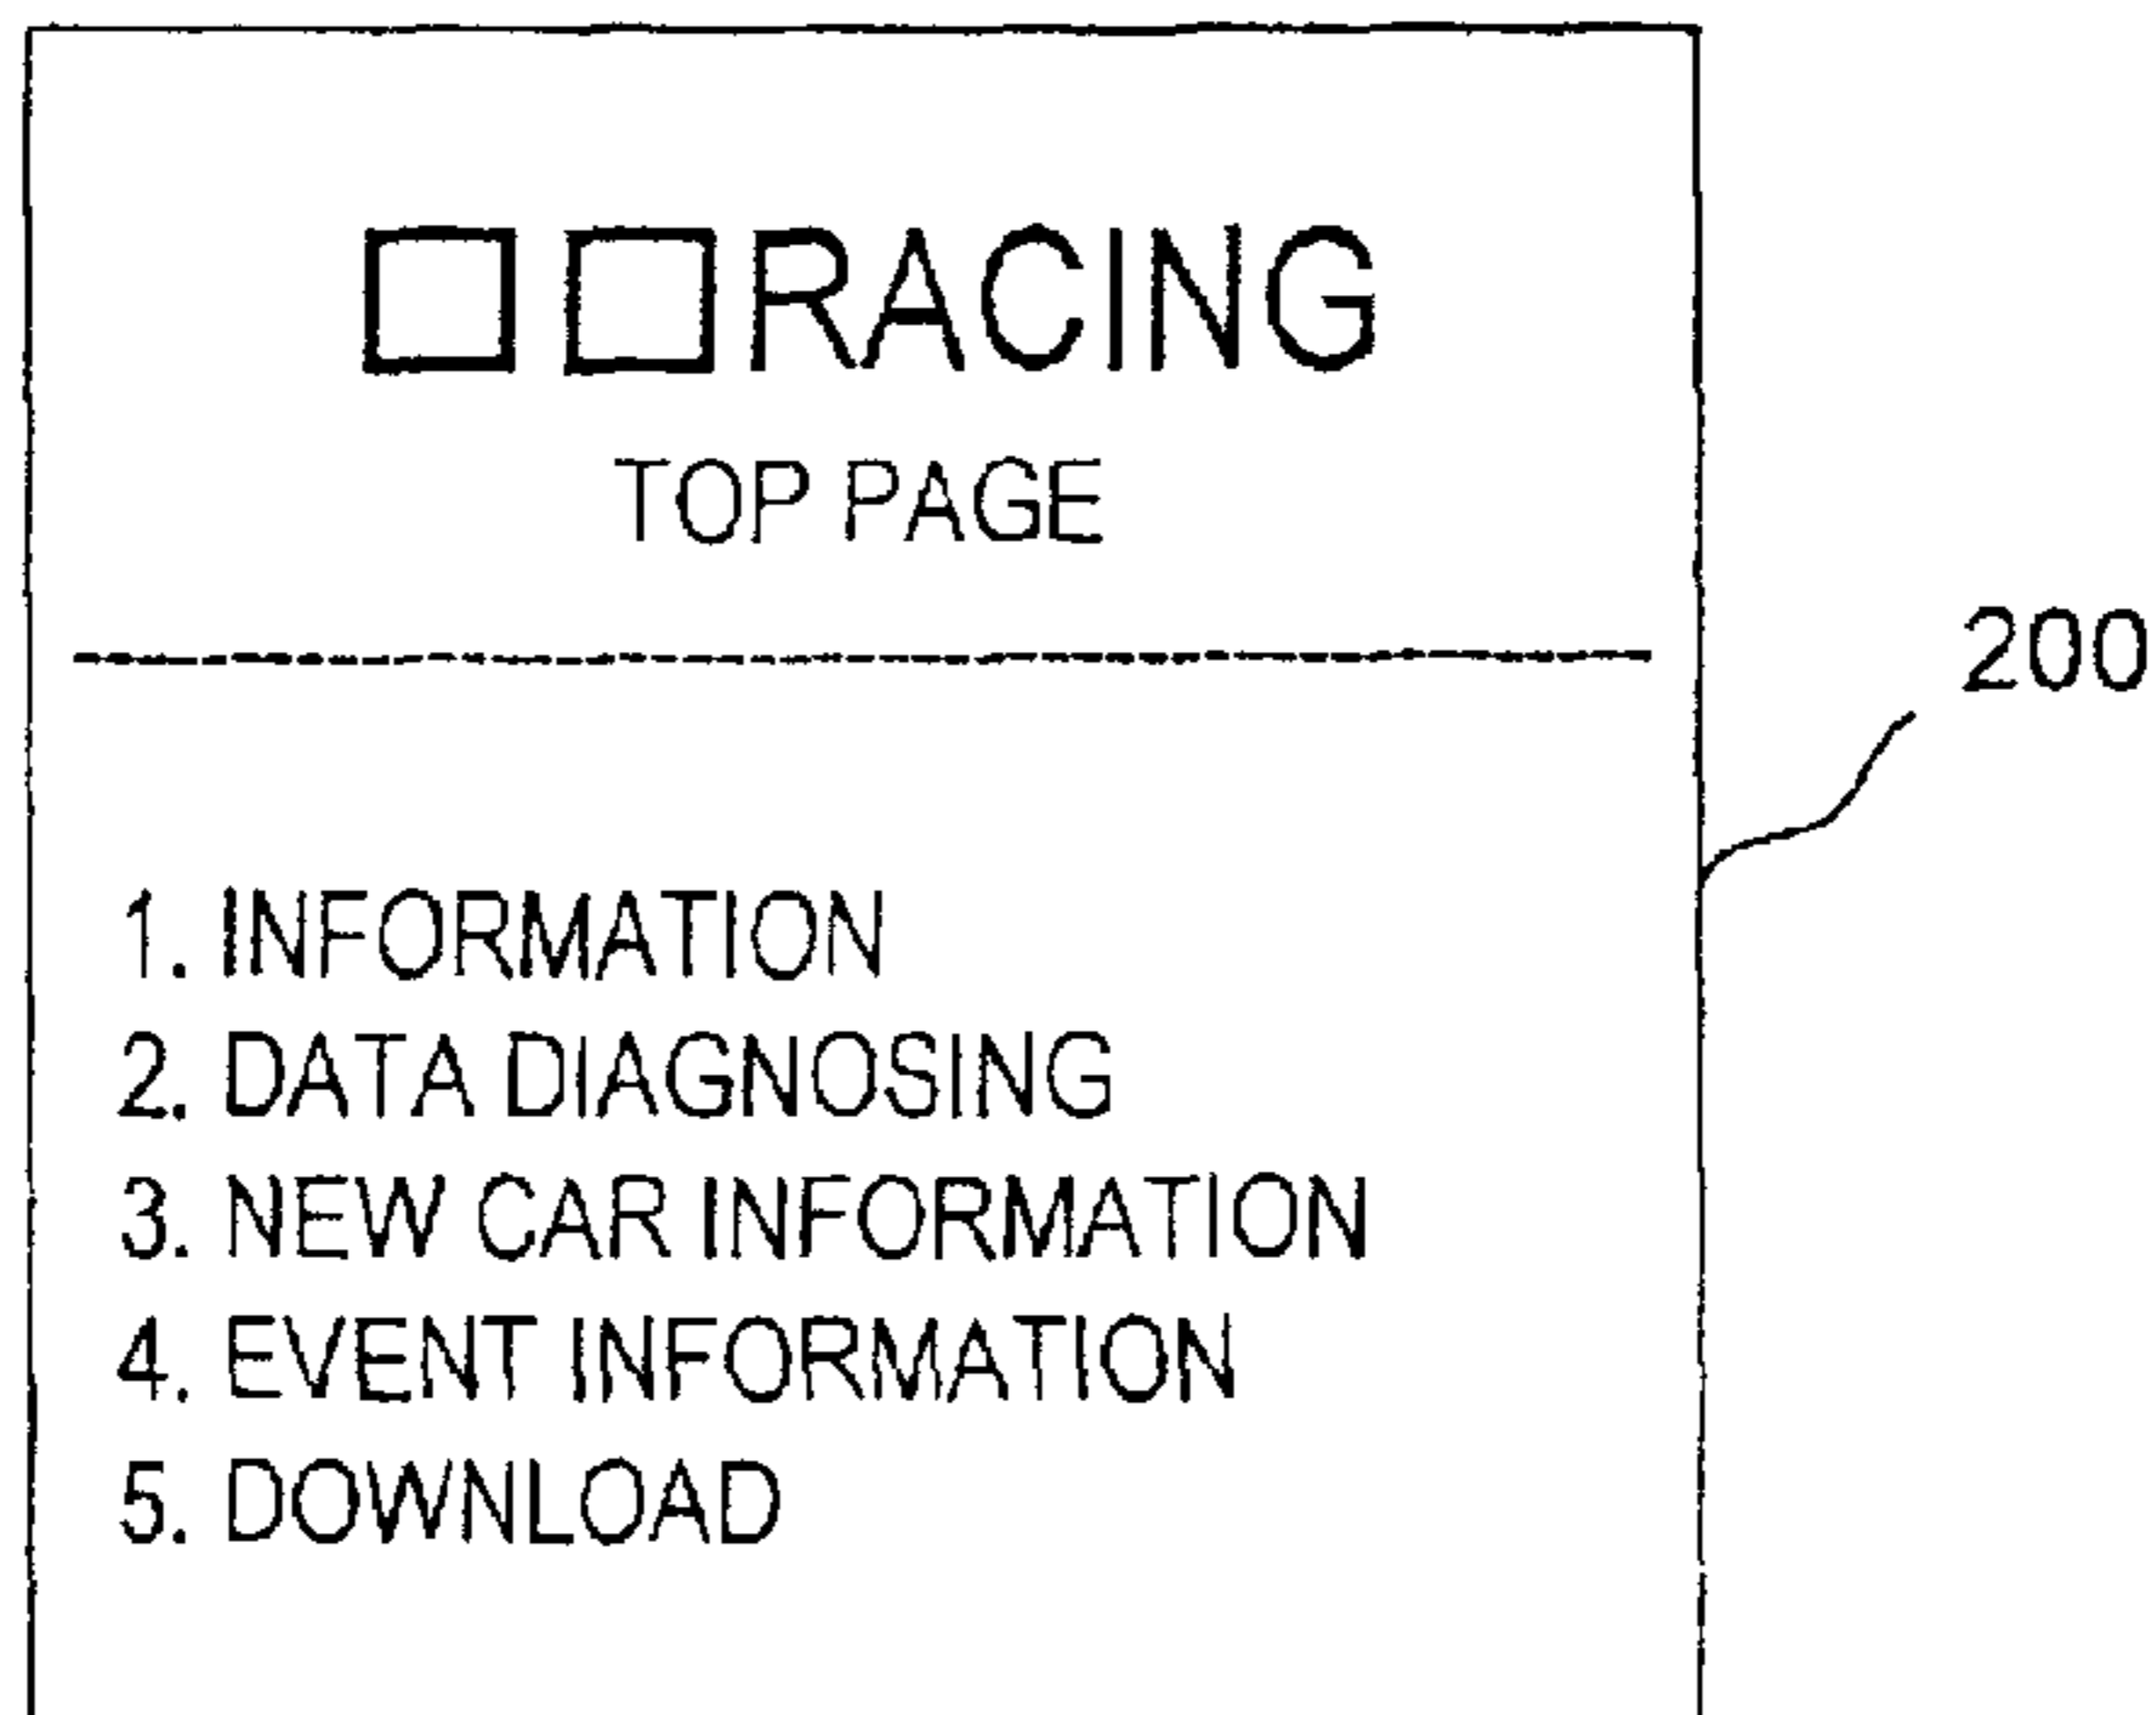 □□RACING
TOP PAGE
200
1. INFORMATION
2. DATA DIAGNOSING
3. NEW CAR INFORMATION
4. EVENT INFORMATION
5. DOWNLOAD